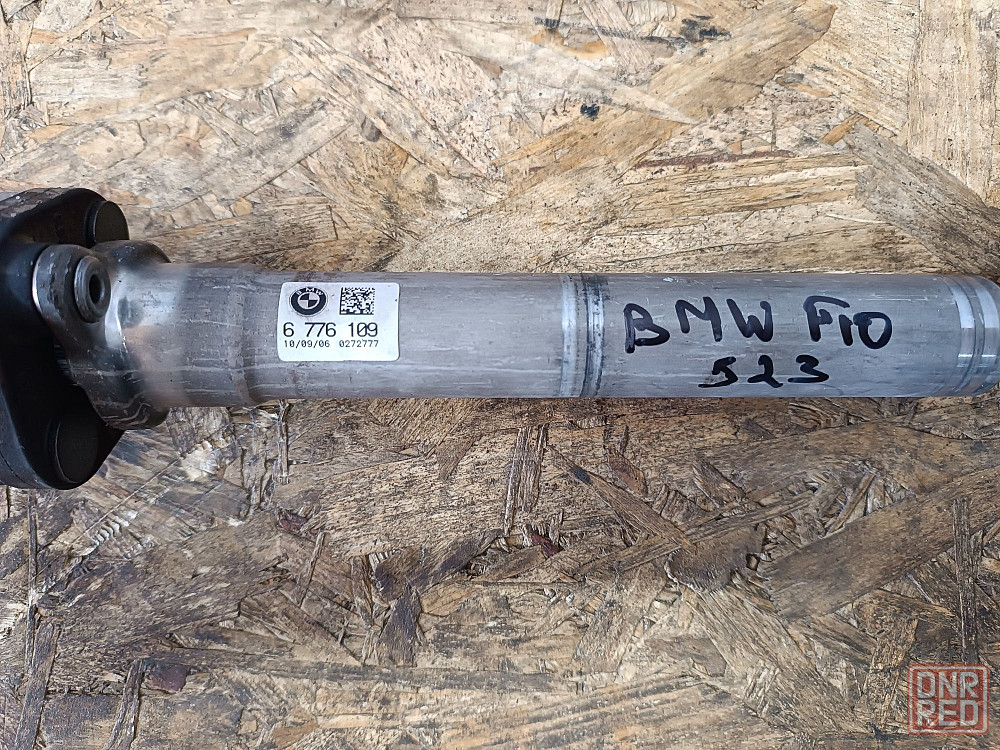 BMW
6 776 109
10/09/06 0272777
BMW F10
523
DNR
RED